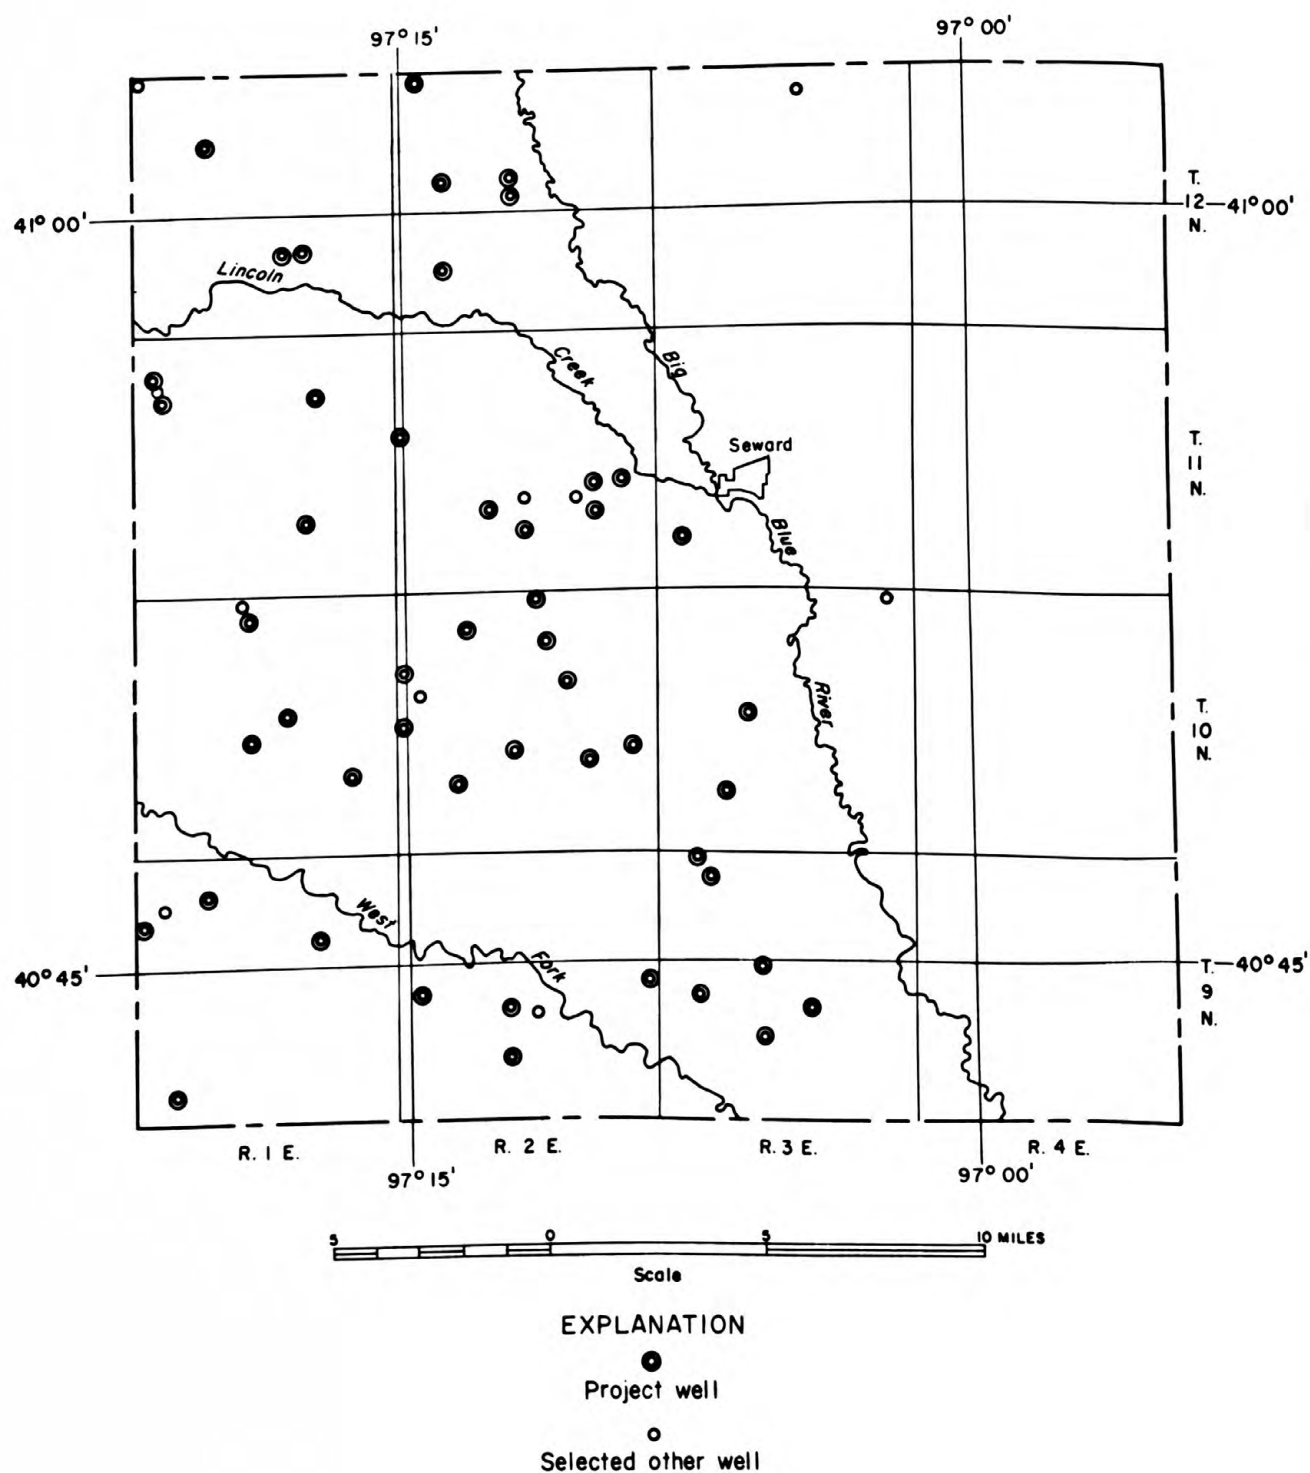 97° 15'
97° 00'
T.
12
N.
41° 00'
41° 00'
Lincoln
Creek
Big
Seward
T.
11
N.
Blue
River
T.
10
N.
West
Fork
40° 45'
40° 45'
T.
9
N.
R. 1 E.
R. 2 E.
R. 3 E.
R. 4 E.
97° 15'
97° 00'
5 0 5 10 MILES
Scale
EXPLANATION
Project well
Selected other well